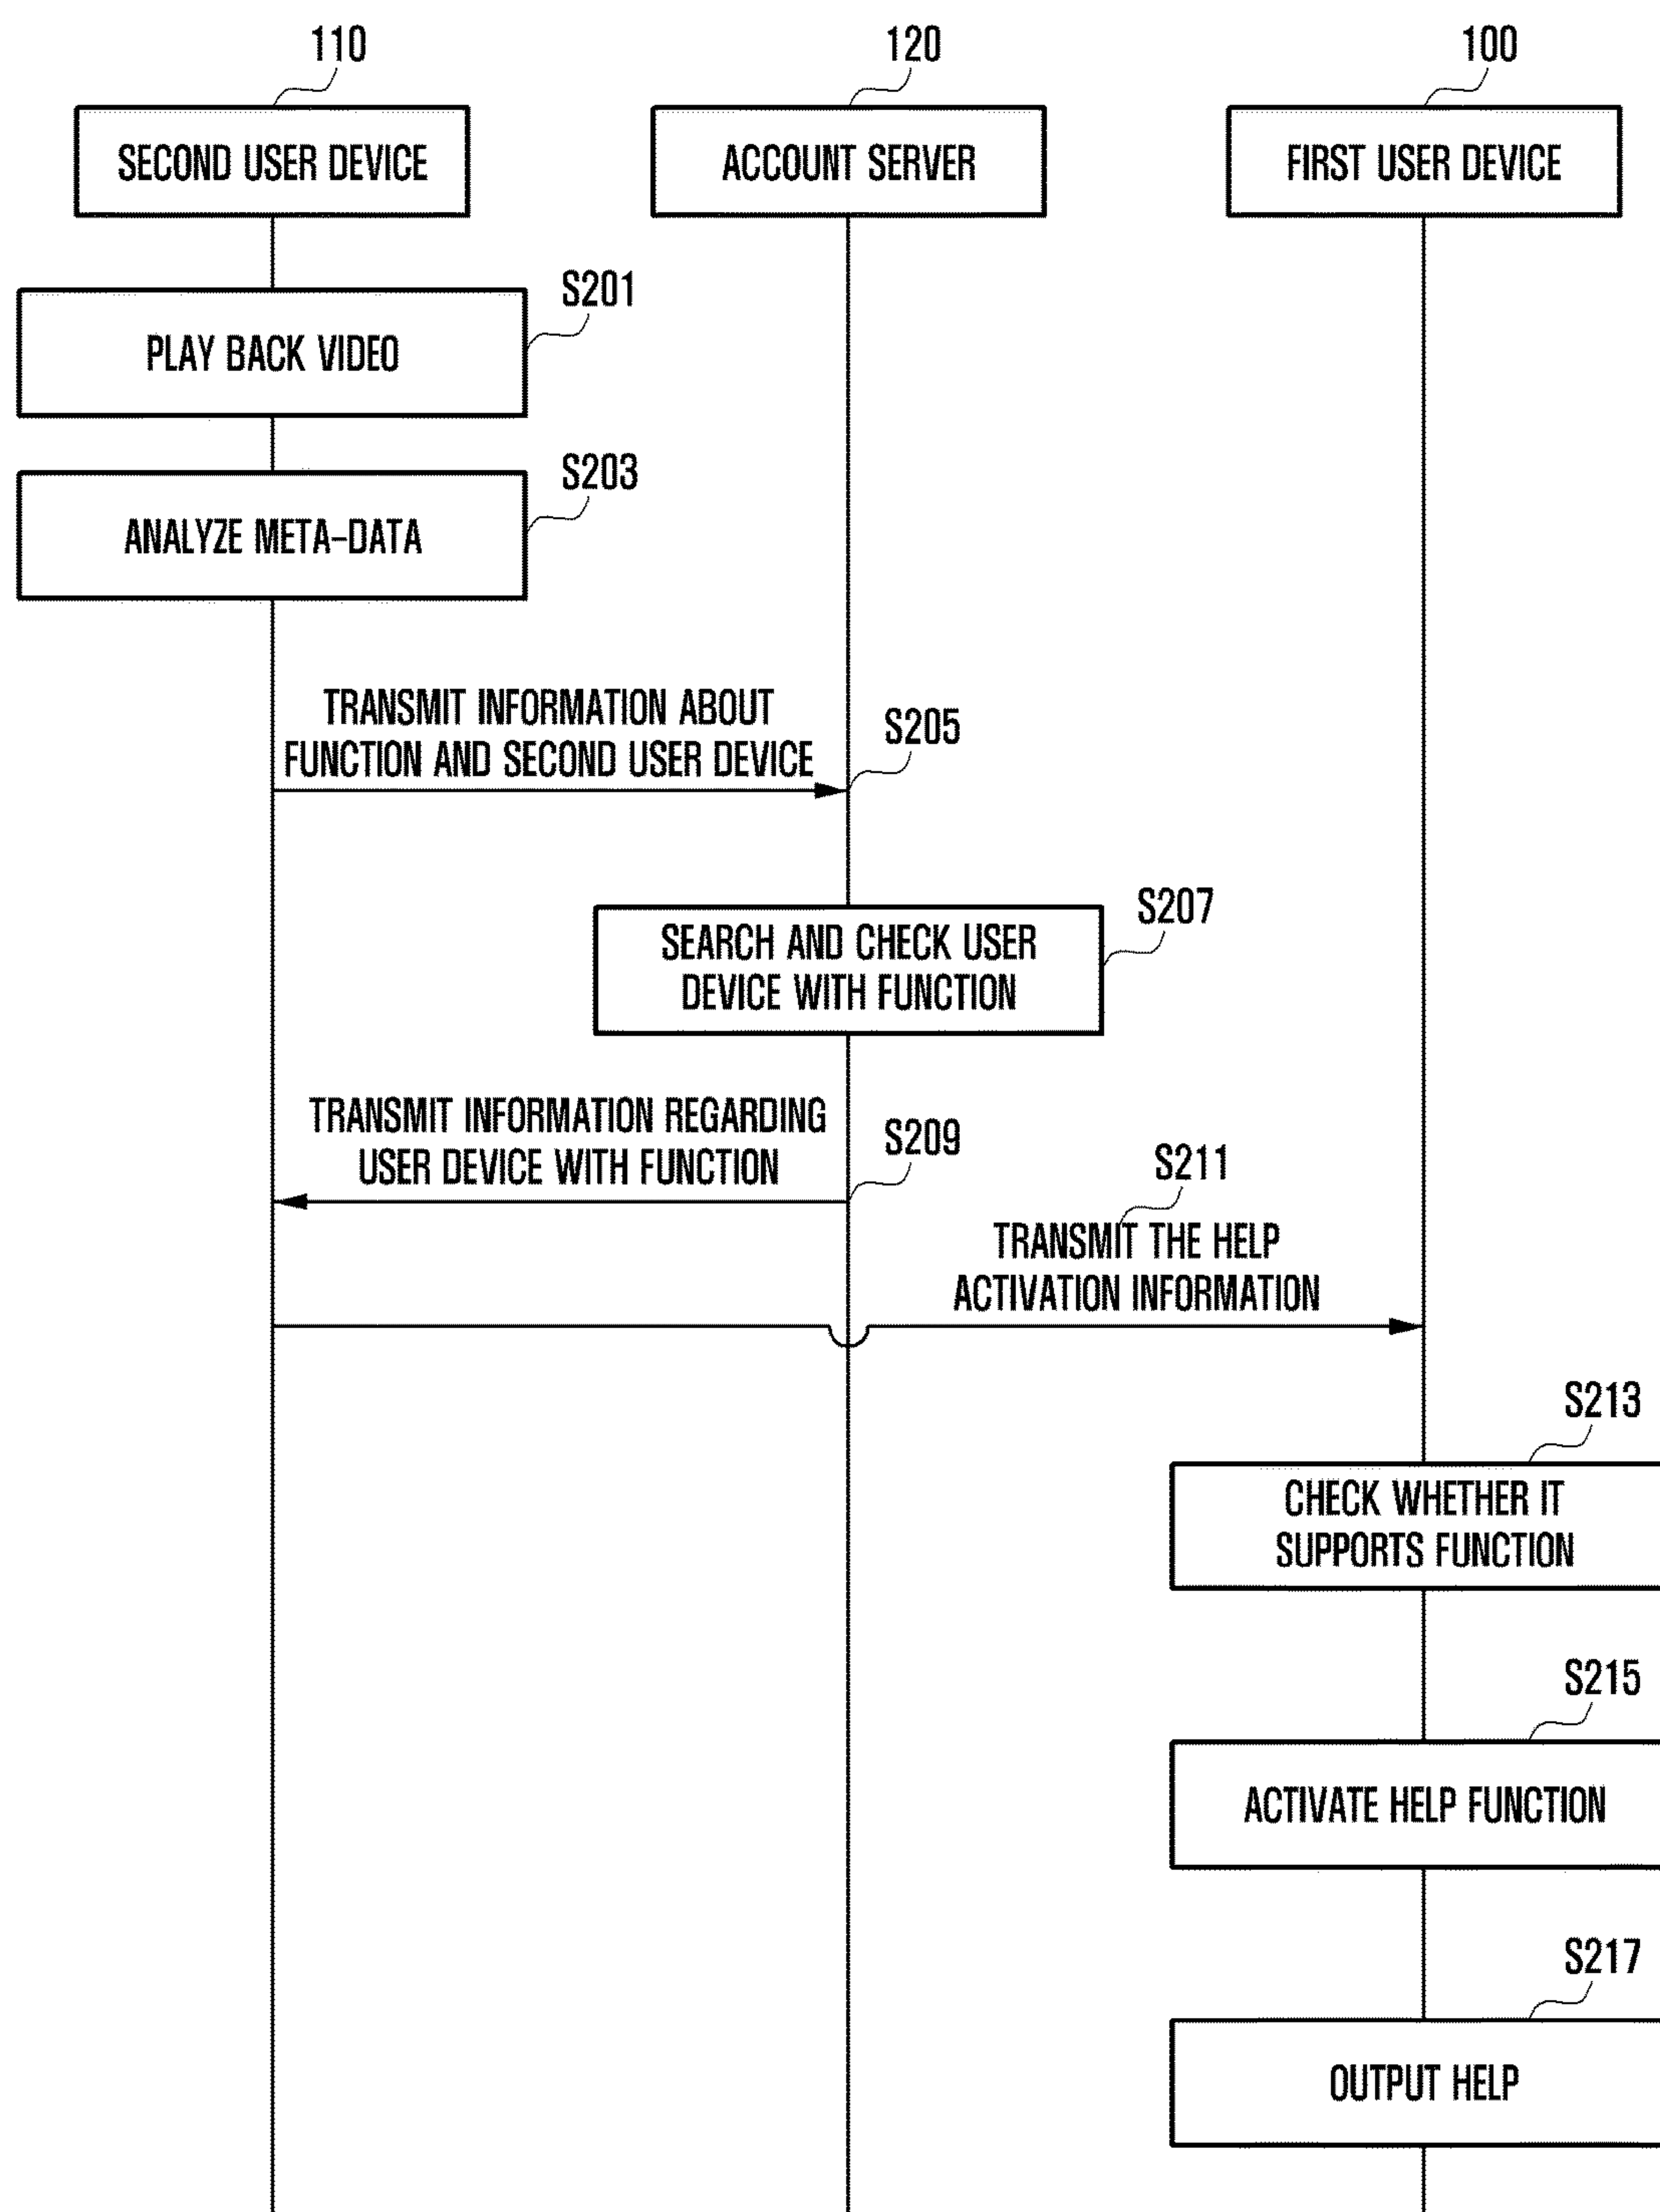 110
120
100
SECOND USER DEVICE
ACCOUNT SERVER
FIRST USER DEVICE
S201
PLAY BACK VIDEO
S203
ANALYZE META-DATA
TRANSMIT INFORMATION ABOUT
FUNCTION AND SECOND USER DEVICE
S205
S207
SEARCH AND CHECK USER
DEVICE WITH FUNCTION
TRANSMIT INFORMATION REGARDING
USER DEVICE WITH FUNCTION
S209
S211
TRANSMIT THE HELP
ACTIVATION INFORMATION
S213
CHECK WHETHER IT
SUPPORTS FUNCTION
S215
ACTIVATE HELP FUNCTION
S217
OUTPUT HELP